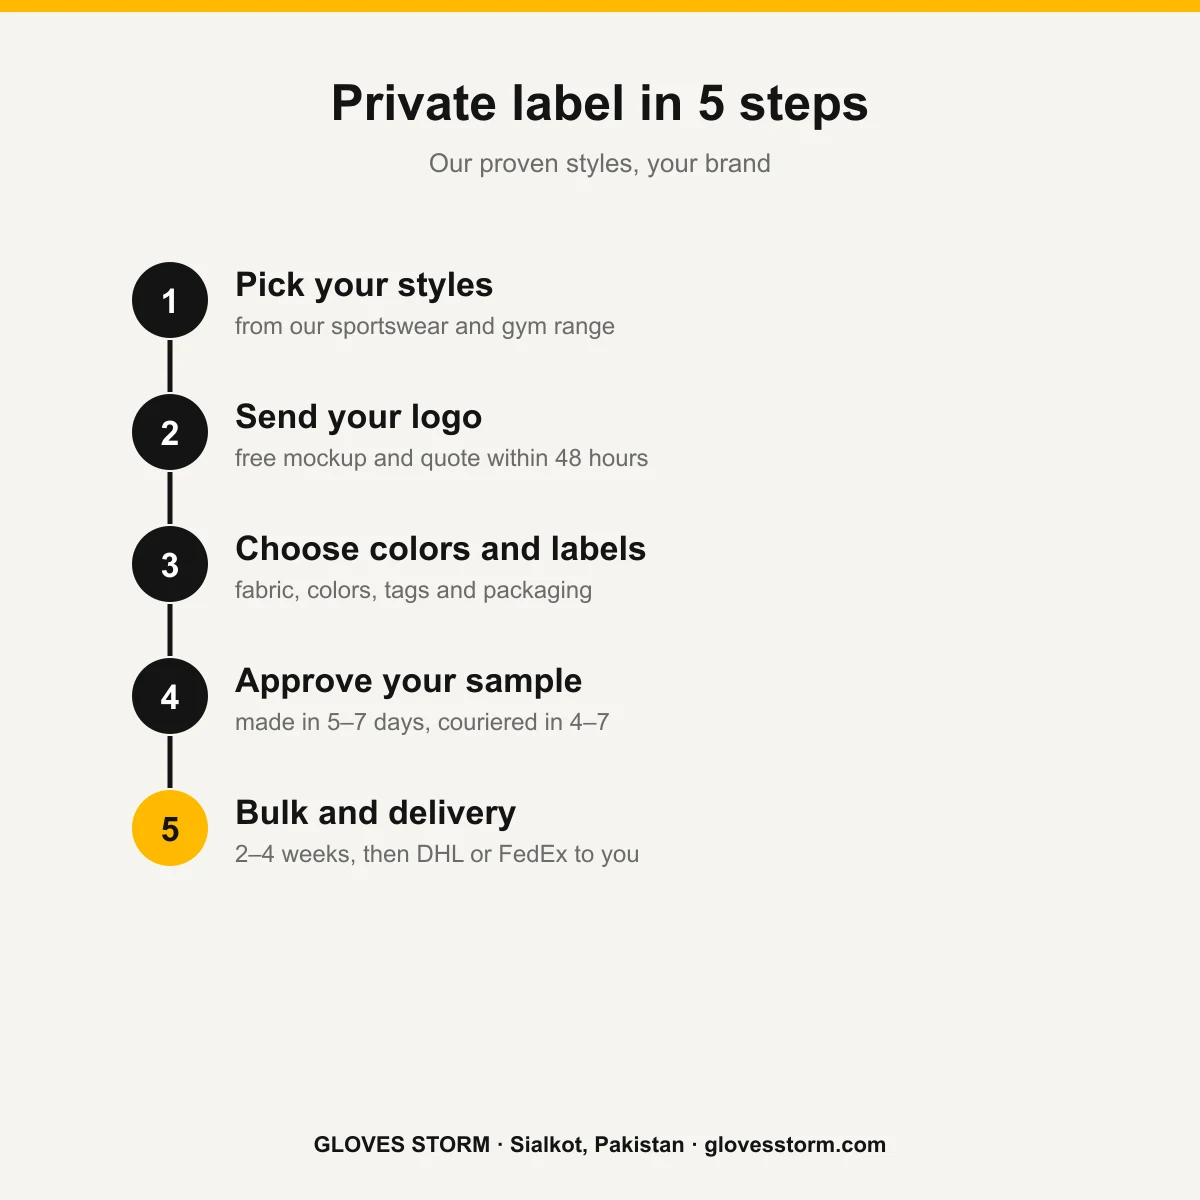 Private label in 5 steps
Our proven styles, your brand
1
Pick your styles
from our sportswear and gym range
2
Send your logo
free mockup and quote within 48 hours
3
Choose colors and labels
fabric, colors, tags and packaging
4
Approve your sample
made in 5–7 days, couriered in 4–7
5
Bulk and delivery
2–4 weeks, then DHL or FedEx to you
GLOVES STORM · Sialkot, Pakistan · glovesstorm.com